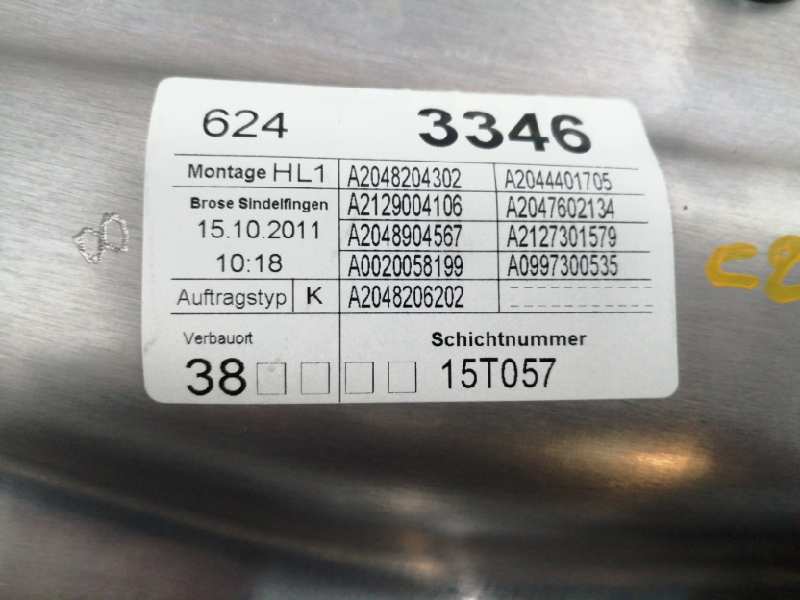 624 3346
Montage HL1 A2048204302 A2044401705
Brose Sindelfingen A2129004106 A2047602134
15.10.2011 A2048904567 A2127301579
10:18 A0020058199 A0997300535
Auftragstyp K A2048206202
Verbauort Schichtnummer
38 15T057
C2